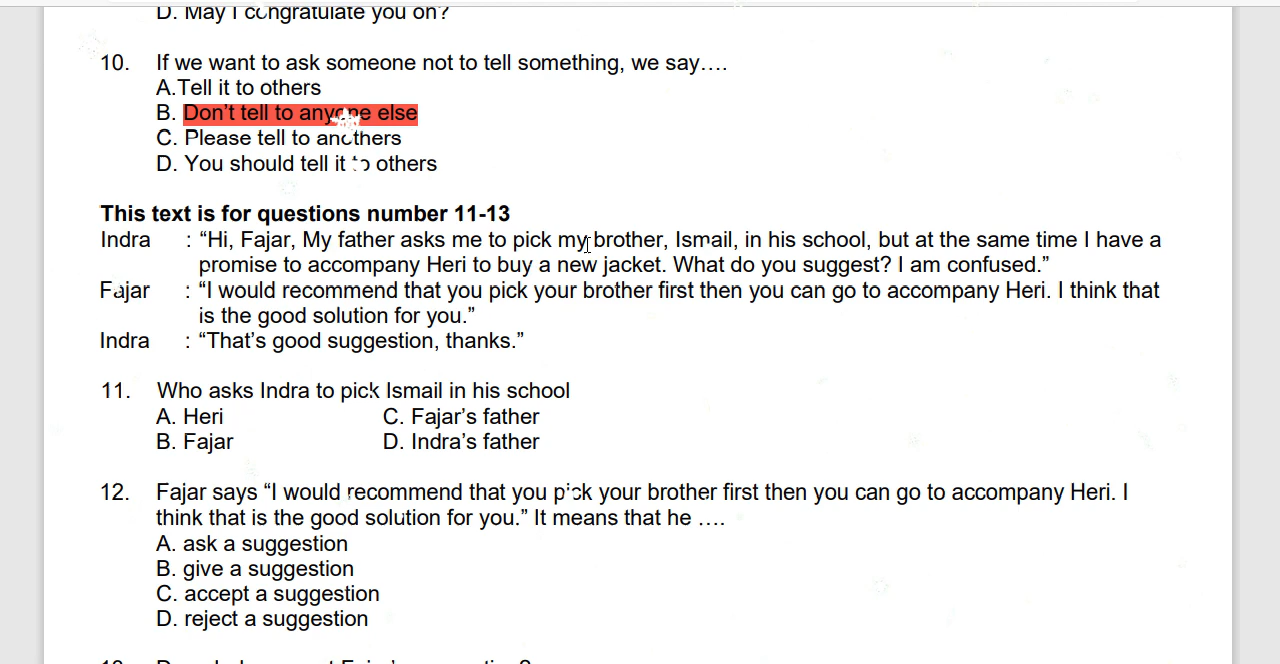 D. May I congratulate you on?
10. If we want to ask someone not to tell something, we say….
A.Tell it to others
B. Don't tell to anyone else
C. Please tell to anothers
D. You should tell it to others
This text is for questions number 11-13
Indra : “Hi, Fajar, My father asks me to pick my brother, Ismail, in his school, but at the same time I have a
promise to accompany Heri to buy a new jacket. What do you suggest? I am confused.”
Fajar : “I would recommend that you pick your brother first then you can go to accompany Heri. I think that
is the good solution for you.”
Indra : “That’s good suggestion, thanks.”
11. Who asks Indra to pick Ismail in his school
A. Heri C. Fajar’s father
B. Fajar D. Indra’s father
12. Fajar says “I would recommend that you pick your brother first then you can go to accompany Heri. I
think that is the good solution for you.” It means that he ….
A. ask a suggestion
B. give a suggestion
C. accept a suggestion
D. reject a suggestion